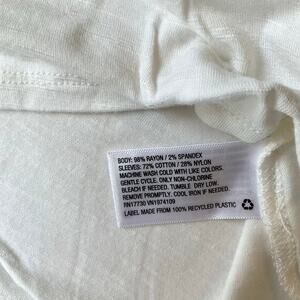 BODY: 98% RAYON / 2% SPANDEX
SLEEVES: 72% COTTON / 28% NYLON
MACHINE WASH COLD WITH LIKE COLORS.
GENTLE CYCLE. ONLY NON-CHLORINE
BLEACH IF NEEDED. TUMBLE DRY LOW.
REMOVE PROMPTLY. COOL IRON IF NEEDED.
RN17730 VN1974109
LABEL MADE FROM 100% RECYCLED PLASTIC